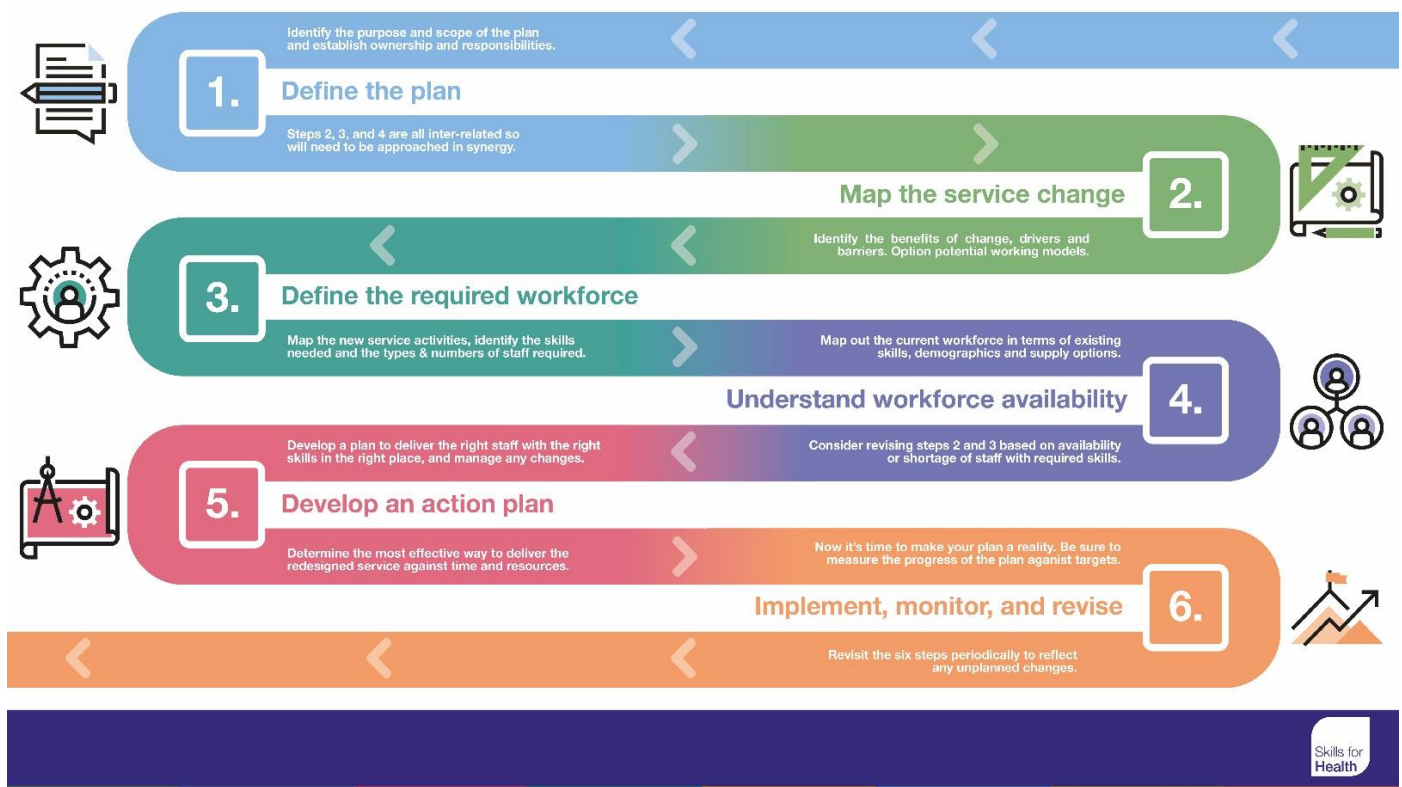 Identify the purpose and scope of the plan
and establish ownership and responsibilities.
1.
Define the plan
Steps 2, 3, and 4 are all inter-related so
will need to be approached in synergy.
2.
Map the service change
Identify the benefits of change, drivers and
barriers. Option potential working models.
3.
Define the required workforce
Map the new service activities, identify the skills
needed and the types & numbers of staff required.
Map out the current workforce in terms of existing
skills, demographics and supply options.
4.
Understand workforce availability
Consider revising steps 2 and 3 based on availability
or shortage of staff with required skills.
Develop a plan to deliver the right staff with the right
skills in the right place, and manage any changes.
5.
Develop an action plan
Determine the most effective way to deliver the
redesigned service against time and resources.
Now it's time to make your plan a reality. Be sure to
measure the progress of the plan aganist targets.
6.
Implement, monitor, and revise
Revisit the six steps periodically to reflect
any unplanned changes.
Skills for
Health